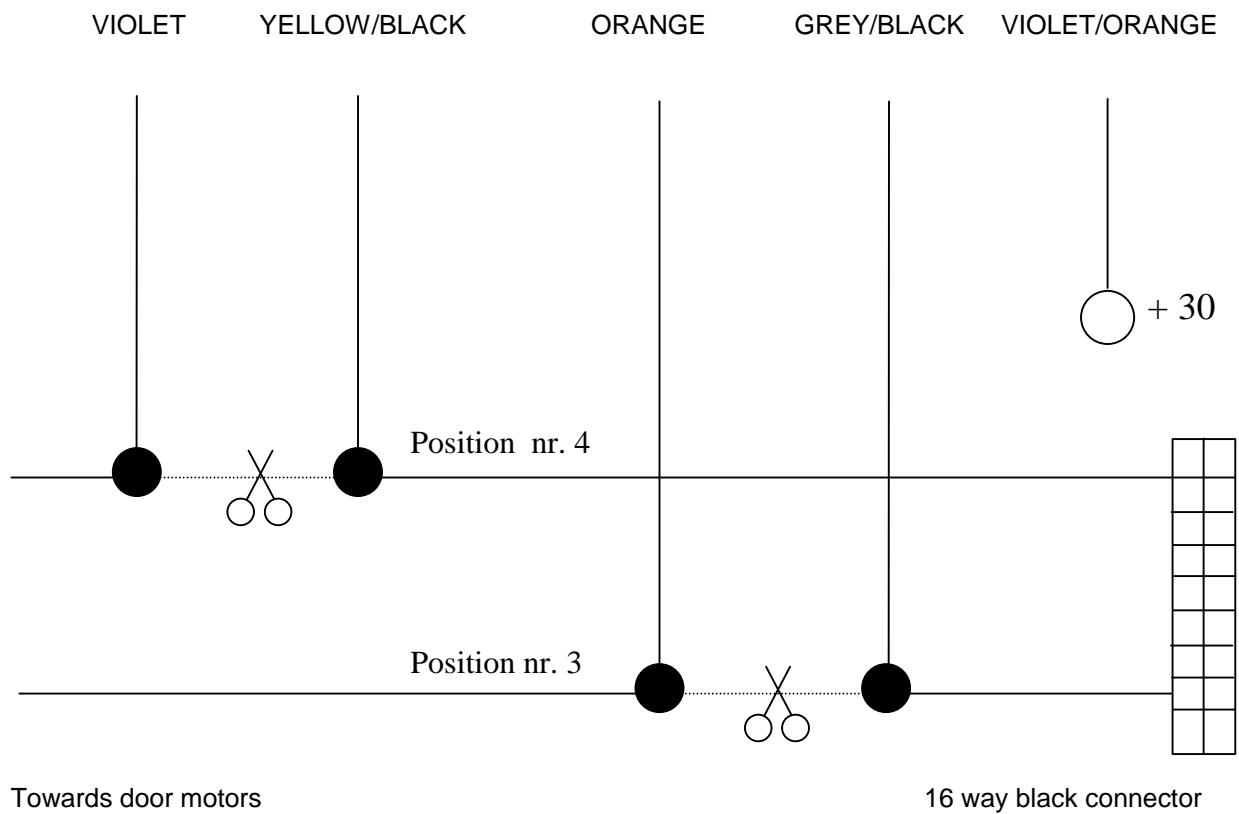 VIOLET YELLOW/BLACK ORANGE GREY/BLACK VIOLET/ORANGE
+ 30
Position nr. 4
Position nr. 3
Towards door motors 16 way black connector